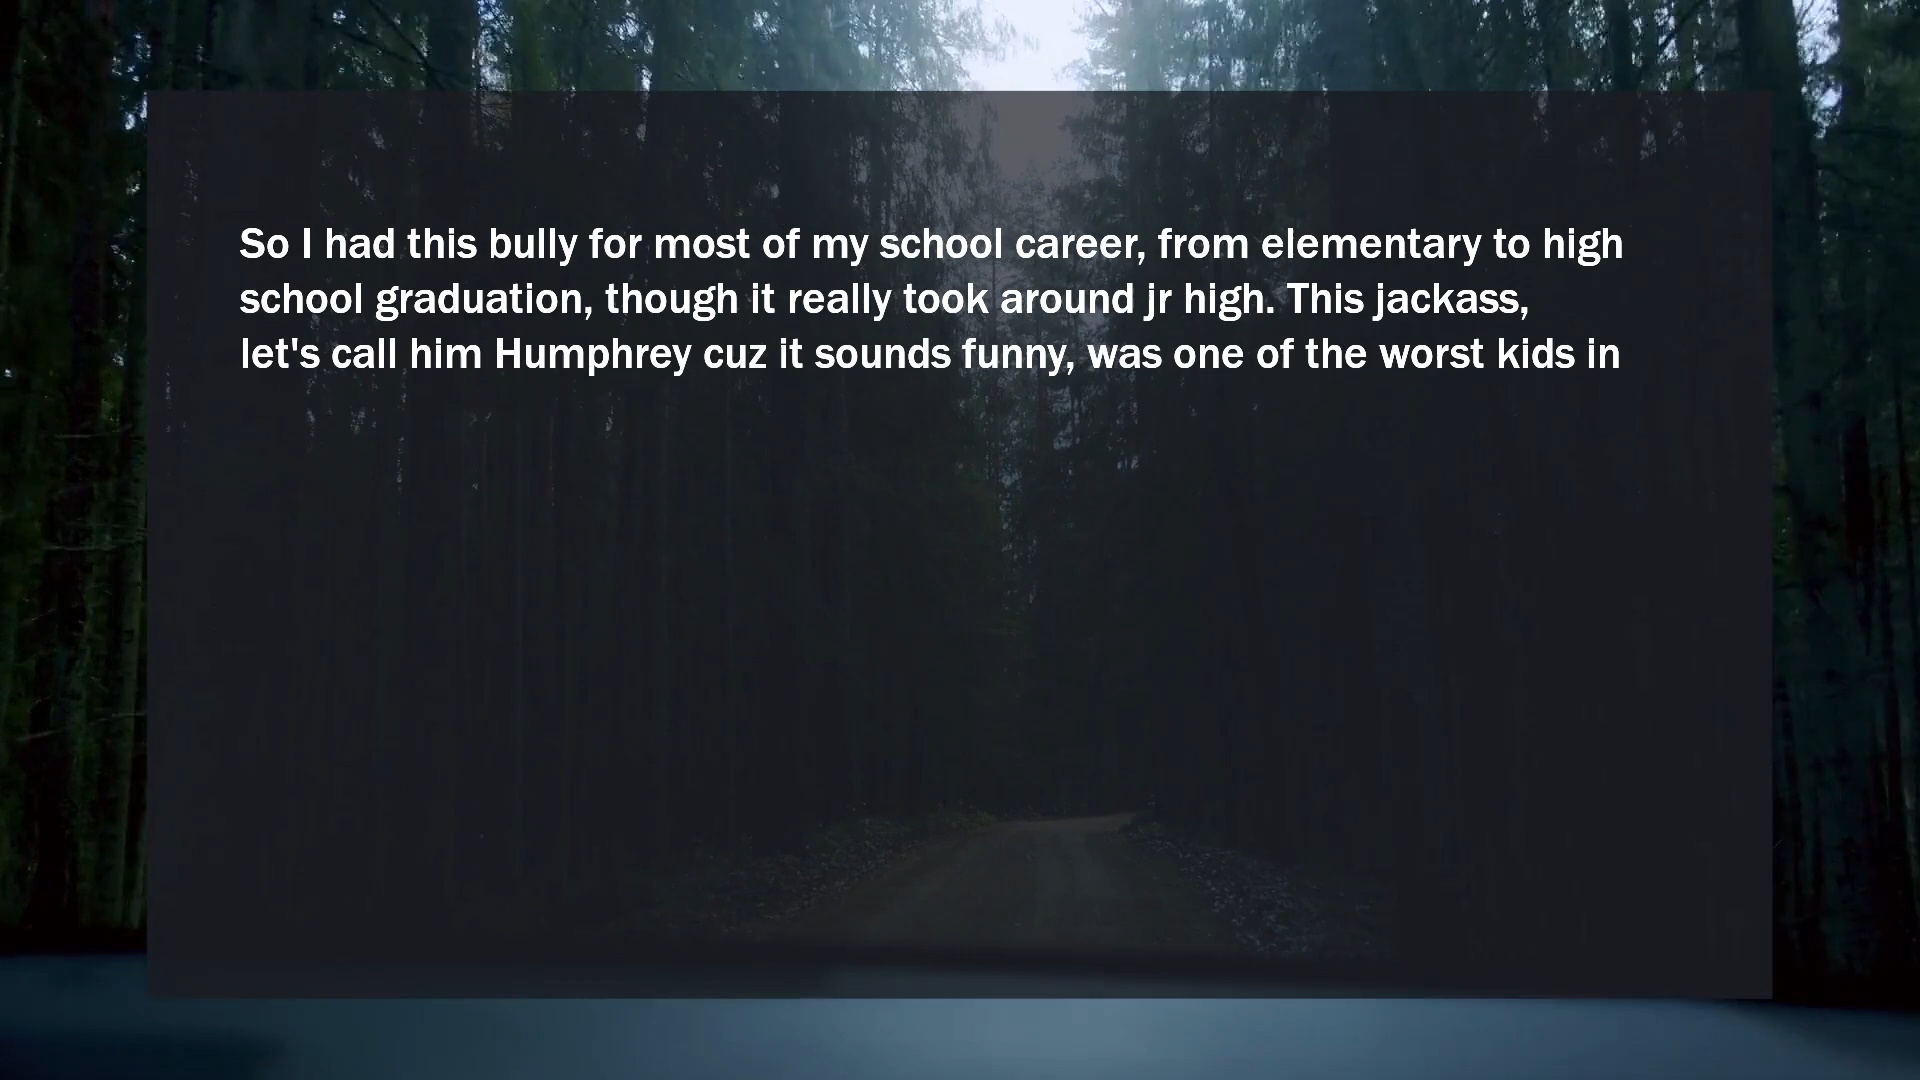 So I had this bully for most of my school career, from elementary to high
school graduation, though it really took around jr high. This jackass,
let's call him Humphrey cuz it sounds funny, was one of the worst kids in